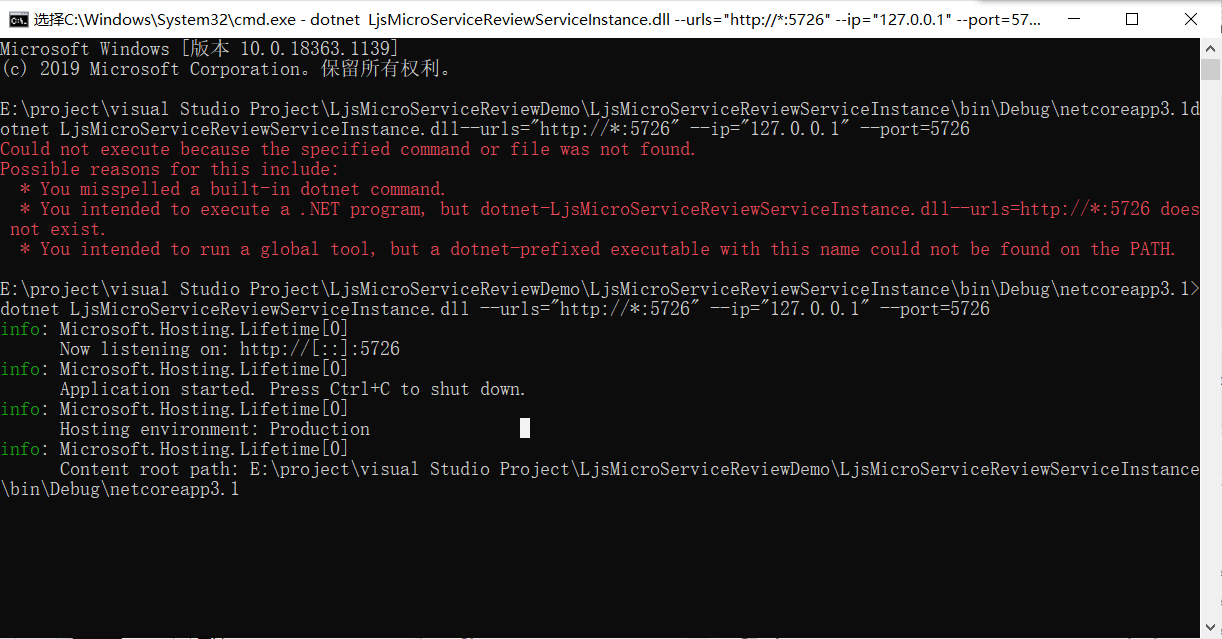 选择C:\Windows\System32\cmd.exe - dotnet  LjsMicroServiceReviewServiceInstance.dll --urls="http://*:5726" --ip="127.0.0.1" --port=57...
Microsoft Windows [版本 10.0.18363.1139]
(c) 2019 Microsoft Corporation。保留所有权利。
E:\project\visual Studio Project\LjsMicroServiceReviewDemo\LjsMicroServiceReviewServiceInstance\bin\Debug\netcoreapp3.1d
otnet LjsMicroServiceReviewServiceInstance.dll--urls="http://*:5726" --ip="127.0.0.1" --port=5726
Could not execute because the specified command or file was not found.
Possible reasons for this include:
  * You misspelled a built-in dotnet command.
  * You intended to execute a .NET program, but dotnet-LjsMicroServiceReviewServiceInstance.dll--urls=http://*:5726 does
 not exist.
  * You intended to run a global tool, but a dotnet-prefixed executable with this name could not be found on the PATH.
E:\project\visual Studio Project\LjsMicroServiceReviewDemo\LjsMicroServiceReviewServiceInstance\bin\Debug\netcoreapp3.1>
dotnet LjsMicroServiceReviewServiceInstance.dll --urls="http://*:5726" --ip="127.0.0.1" --port=5726
info: Microsoft.Hosting.Lifetime[0]
      Now listening on: http://[::]:5726
info: Microsoft.Hosting.Lifetime[0]
      Application started. Press Ctrl+C to shut down.
info: Microsoft.Hosting.Lifetime[0]
      Hosting environment: Production
info: Microsoft.Hosting.Lifetime[0]
      Content root path: E:\project\visual Studio Project\LjsMicroServiceReviewDemo\LjsMicroServiceReviewServiceInstance
\bin\Debug\netcoreapp3.1